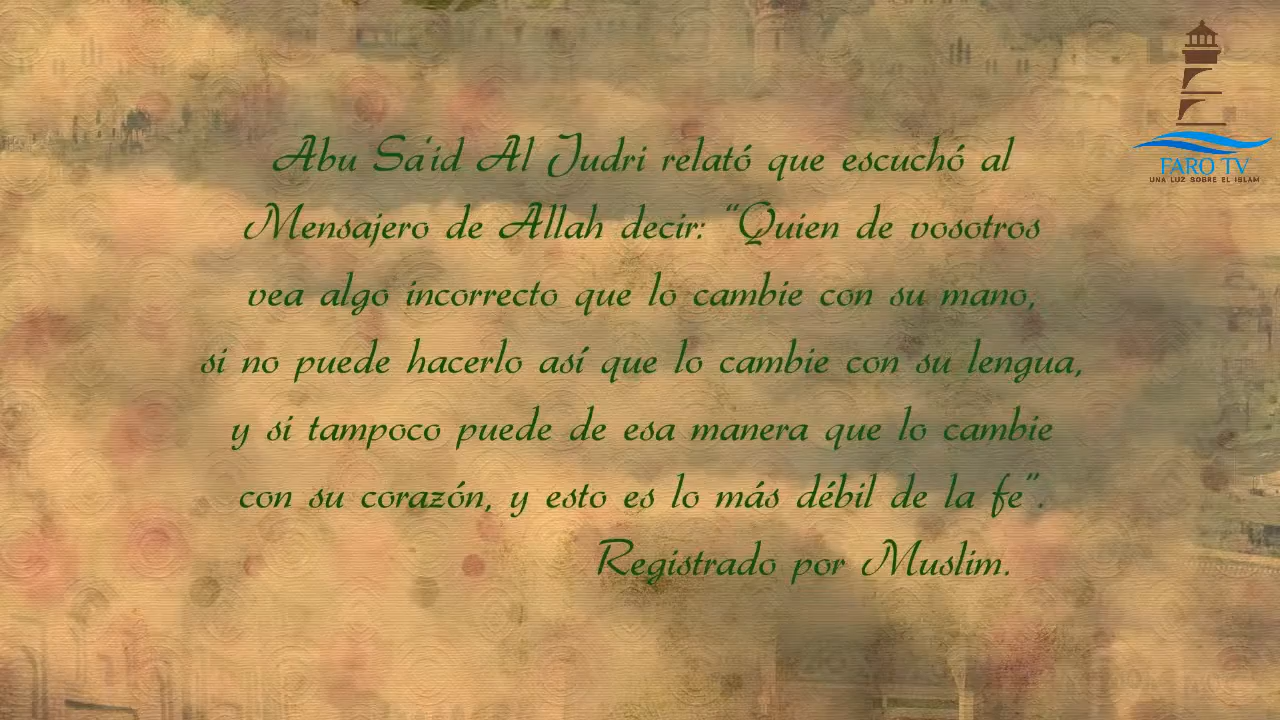 Abu Sa'id Al Judri relató que escuchó al
Mensajero de Allah decir: "Quien de vosotros
vea algo incorrecto que lo cambie con su mano,
si no puede hacerlo así que lo cambie con su lengua,
y sí tampoco puede de esa manera que lo cambie
con su corazón, y esto es lo más débil de la fe".
Registrado por Muslim.
FARO TV
UNA LUZ SOBRE EL ISLAM